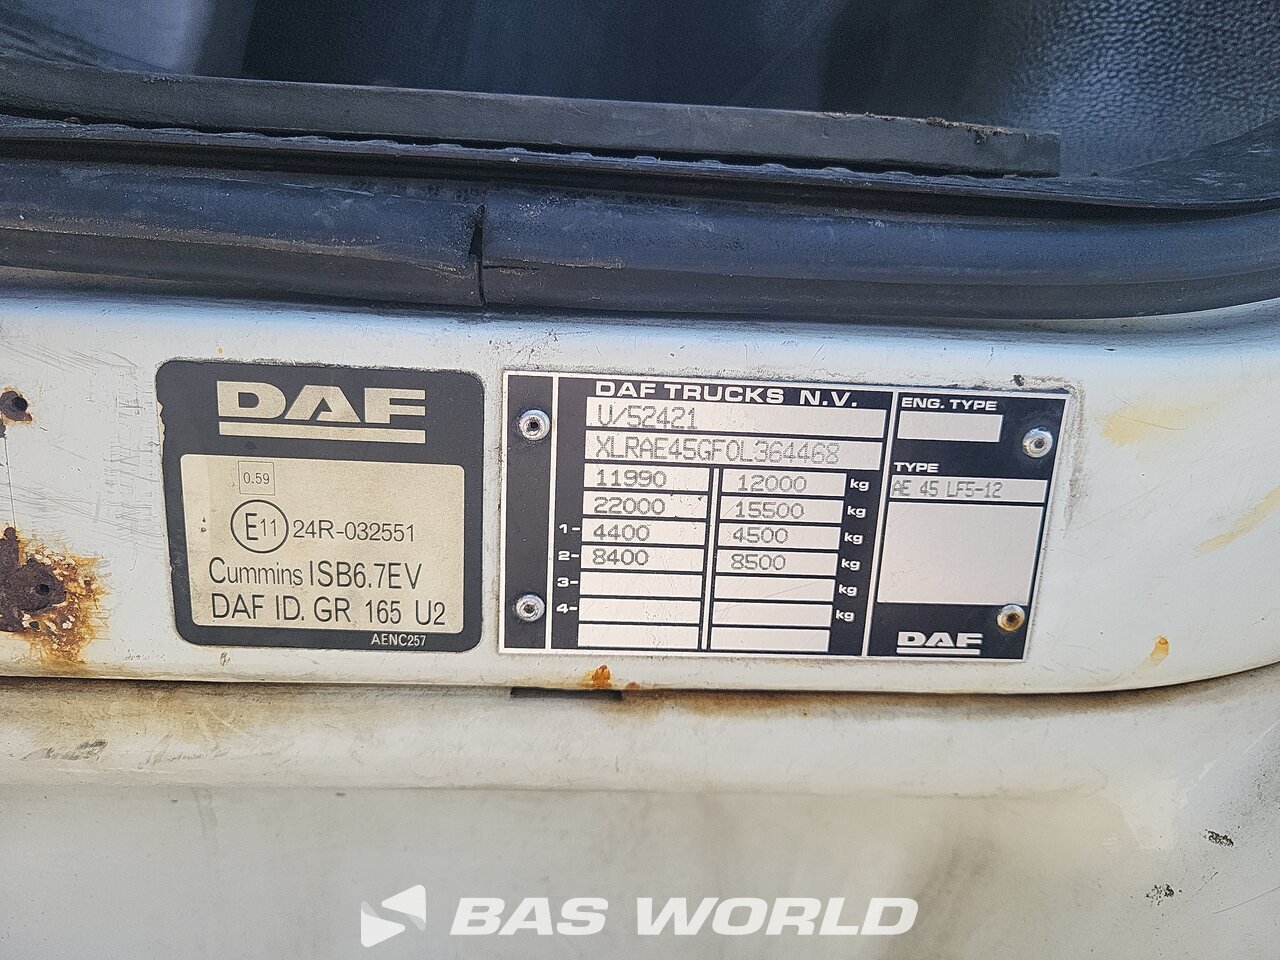 DAF
0.59
E11 24R-032551
Cummins ISB6.7EV
DAF ID. GR 165 U2
AENC257
DAF TRUCKS N.V.
V/52421
XLRAE45GF0L364468
11990 12000 kg
22000 15500 kg
1- 4400 4500 kg
2- 8400 8500 kg
3- kg
4- kg
ENG. TYPE
TYPE
AE 45 LF5-12
DAF
BAS WORLD